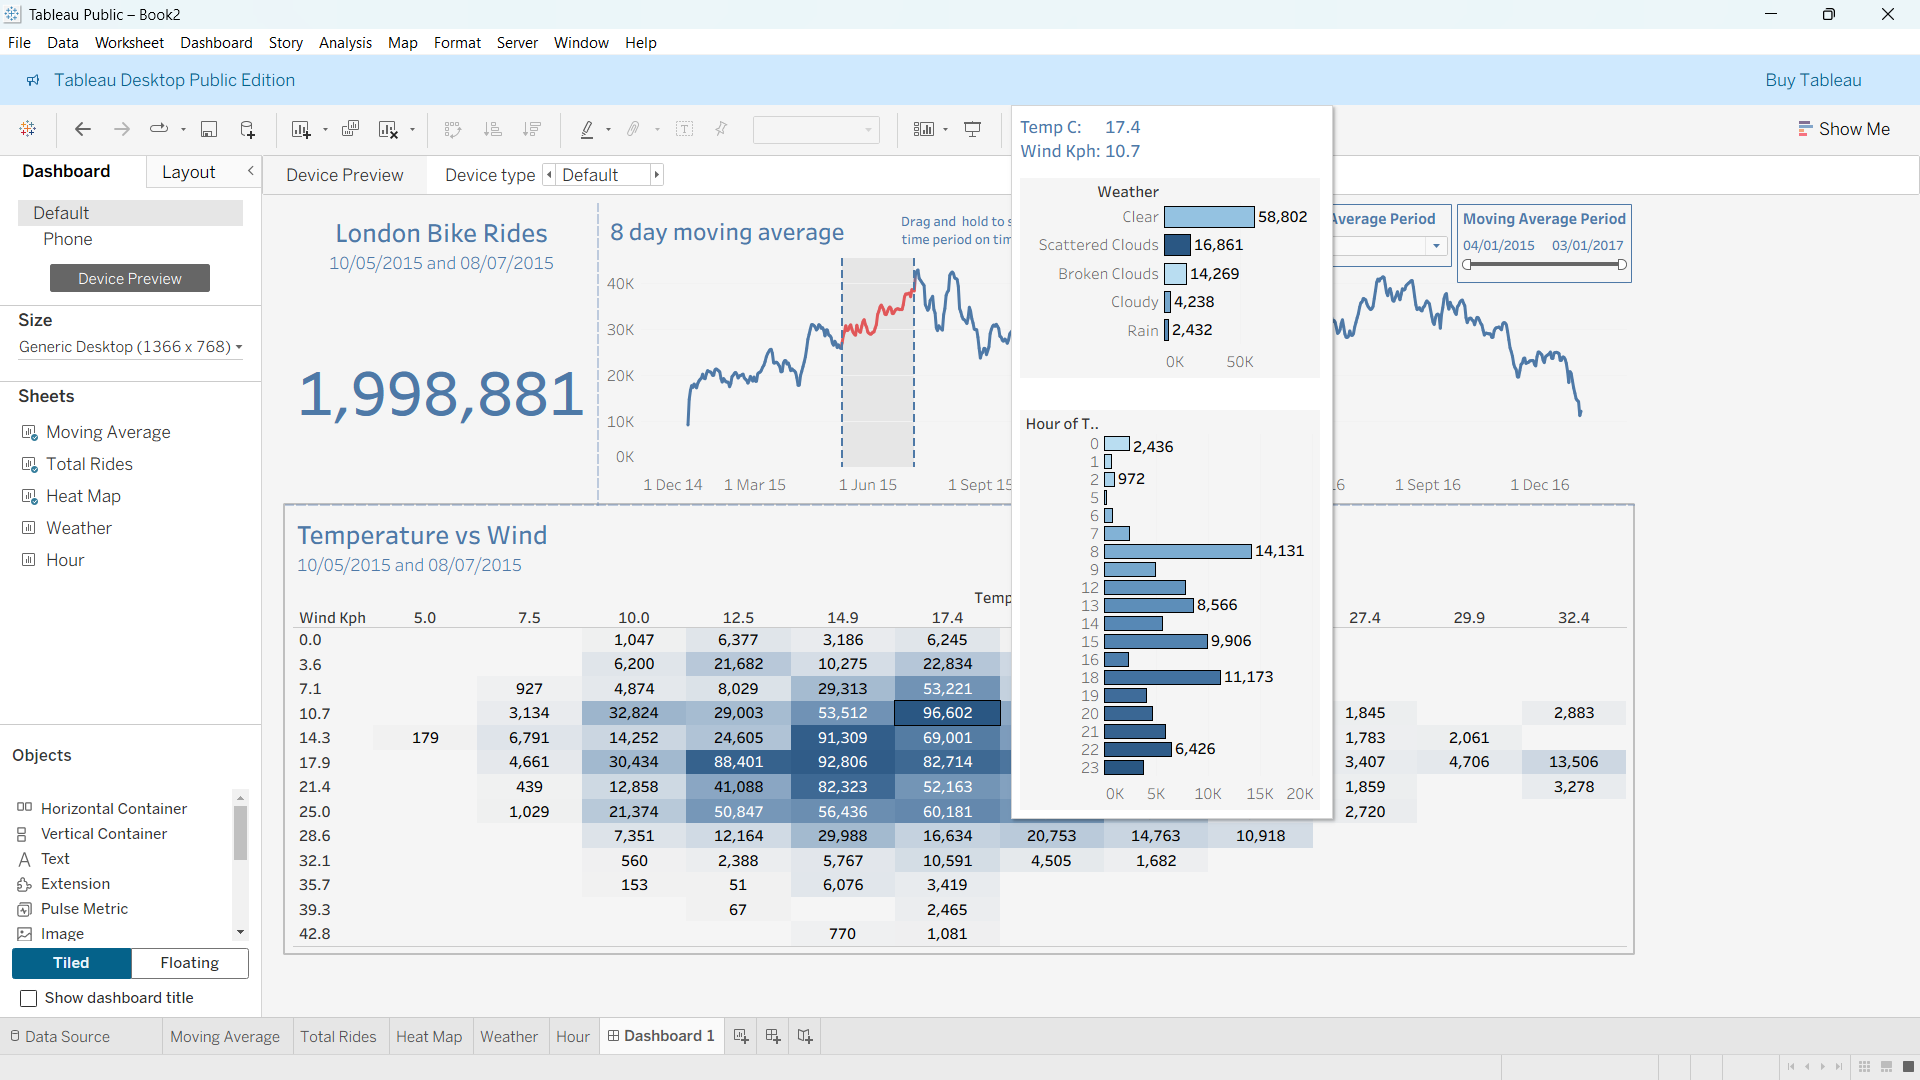 Tableau Public – Book2
File Data Worksheet Dashboard Story Analysis Map Format Server Window Help
Tableau Desktop Public Edition
Buy Tableau
Show Me
Dashboard
Layout
Device Preview
Device type
Default
Default
Phone
Device Preview
Size
Generic Desktop (1366 x 768)
Sheets
Moving Average
Total Rides
Heat Map
Weather
Hour
Objects
Horizontal Container
Vertical Container
Text
Extension
Pulse Metric
Image
Tiled
Floating
Show dashboard title
London Bike Rides
10/05/2015 and 08/07/2015
1,998,881
8 day moving average
Drag and hold to
time period on
40K
30K
20K
10K
0K
1 Dec 14 1 Mar 15 1 Jun 15 1 Sept 15 1 Sept 16 1 Dec 16
Average Period
Moving Average Period
04/01/2015 03/01/2017
Temp C: 17.4
Wind Kph: 10.7
Weather
Clear 58,802
Scattered Clouds 16,861
Broken Clouds 14,269
Cloudy 4,238
Rain 2,432
0K 50K
Hour of T..
0 2,436
1
2 972
5
6
7
8 14,131
9
12
13 8,566
14
15 9,906
16
18 11,173
19
20
21
22 6,426
23
0K 5K 10K 15K 20K
Temperature vs Wind
10/05/2015 and 08/07/2015
Temp
Wind Kph 5.0 7.5 10.0 12.5 14.9 17.4 27.4 29.9 32.4
0.0 1,047 6,377 3,186 6,245
3.6 6,200 21,682 10,275 22,834
7.1 927 4,874 8,029 29,313 53,221
10.7 3,134 32,824 29,003 53,512 96,602 1,845 2,883
14.3 179 6,791 14,252 24,605 91,309 69,001 1,783 2,061
17.9 4,661 30,434 88,401 92,806 82,714 3,407 4,706 13,506
21.4 439 12,858 41,088 82,323 52,163 1,859 3,278
25.0 1,029 21,374 50,847 56,436 60,181 2,720
28.6 7,351 12,164 29,988 16,634 20,753 14,763 10,918
32.1 560 2,388 5,767 10,591 4,505 1,682
35.7 153 51 6,076 3,419
39.3 67 2,465
42.8 770 1,081
Data Source
Moving Average
Total Rides
Heat Map
Weather
Hour
Dashboard 1